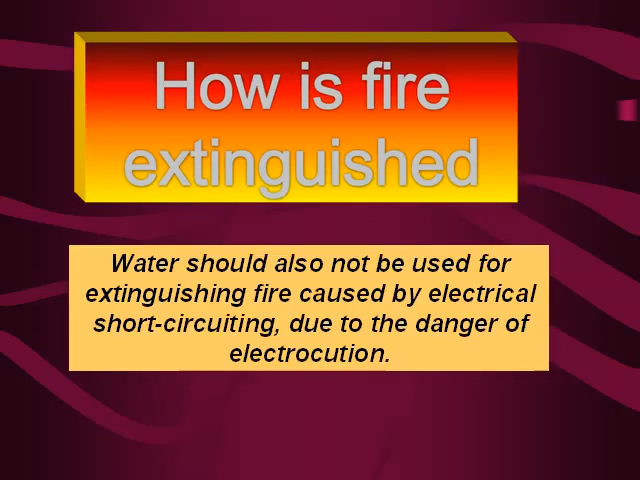 How is fire
extinguished
Water should also not be used for
extinguishing fire caused by electrical
short-circuiting, due to the danger of
electrocution.